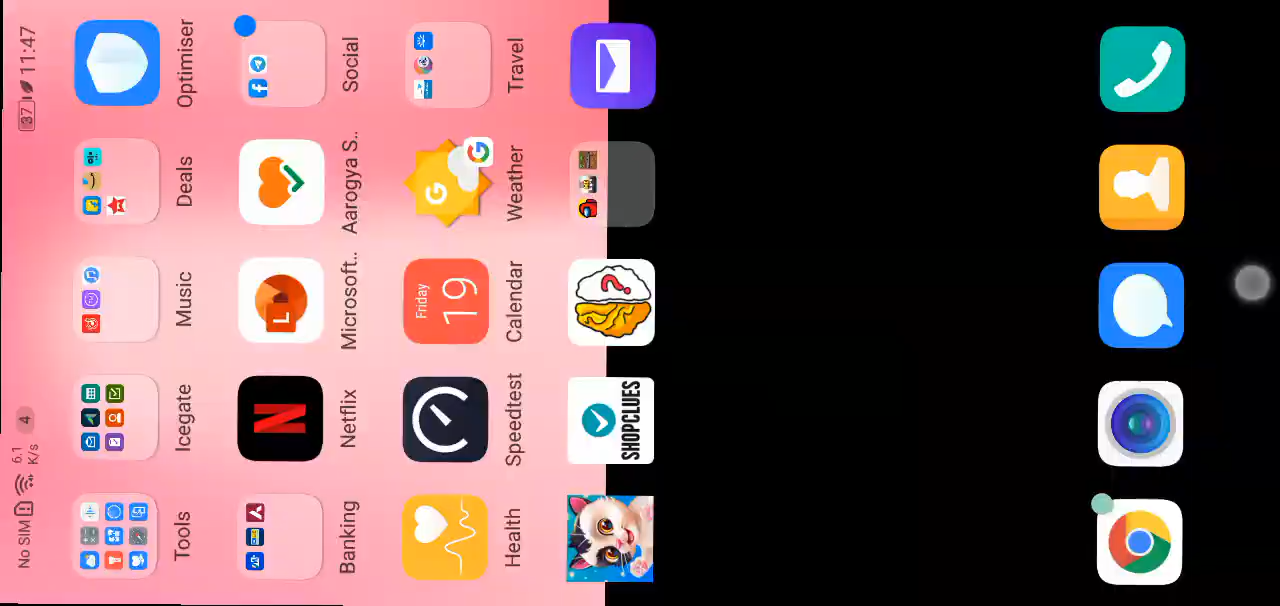 No SIM 6.1 K/s 4 37 11:47
Tools Icegate Music Deals Optimiser
N
Banking Netflix Microsoft.. Aarogya S.. Social
Friday
19
G
Health Speedtest Calendar Weather Travel
SHOPCLUES
?